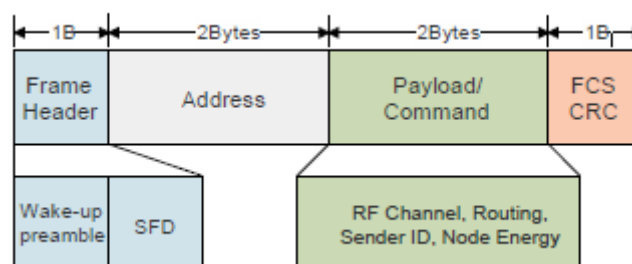 1B
2Bytes
2Bytes
1B
Frame
Header
Address
Payload/
Command
FCS
CRC
Wake-up
preamble
SFD
RF Channel, Routing,
Sender ID, Node Energy